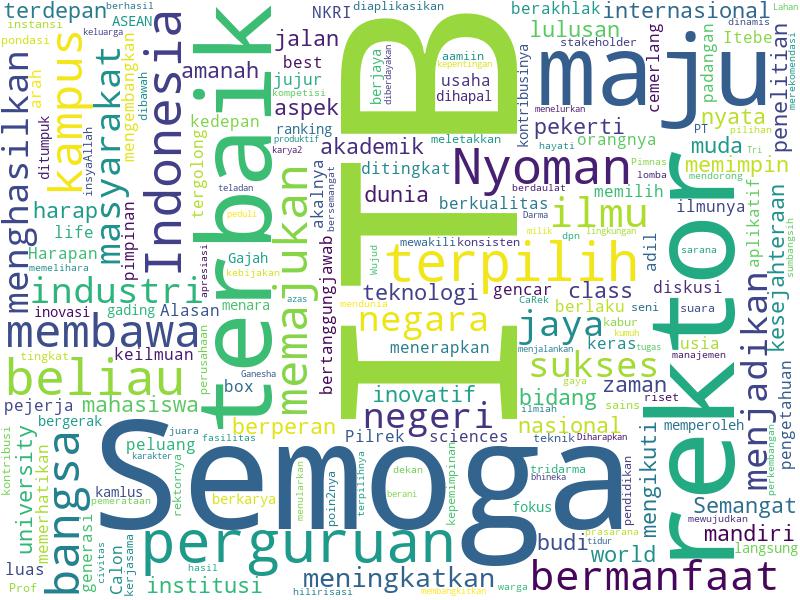 terdepan
berhasil
ASEAN
NKRI
diaplikasikan
berakhlak
internasional
dinamis
Lahan
instansi
pondasi
keluarga
kampus
arah
menghasilkan
ditumpuk
insyaAllah
masyarakat
mengembangkan
dibawah
Indonesia
amanah
terbaik
kedepan
tergolong
jalan
best
jujur
kompetisi
aspek
ranking
produktif
karya2
berjaya
diberdayakan
aamiin
kepentingan
usaha
dihapal
ITB
kontribusinya
lulusan
stakeholder
maju
cemerlang
padangan
Itebe
nyata
penelitian
merekomendasi
menelurkan
pekerti
orangnya
PT
pilihan
muda
Tri
hayati
Pimnas
lomba
mendorong
memimpin
akademik
meletakkan
ditingkat
Nyoman
berdaulat
memilih
dunia
berkualitas
ilmu
ilmunya
Darma
milik
lingkungan
akalnya
bersemangat
teladan
peduli
memajukan
harap
life
Harapan
memelihara
pimpinan
apresiasi
Gajah
kebijakan
menara
azas
mendunia
bertanggungjawab
Wujud
mewakili
konsisten
dpn
terpilih
adil
rektor
sarana
aplikatif
kesejahteraan
sumbangsih
diskusi
suara
industri
inovasi
gading
Alasan
perusahaan
teknologi
gencar
class
CaRek
berlaku
seni
kabur
kumuh
membawa
keilmuan
Ganesha
negara
menerapkan
jaya
menjalankan
keras
tugas
usia
manajemen
menjadikan
tingkat
box
beliau
sukses
gaya
zaman
riset
pejerja
mahasiswa
inovatif
bidang
ilmiah
sains
pengetahuan
bergerak
berperan
negeri
nasional
memperoleh
perkembangan
kontribusi
university
memerhatikan
bangsa
peluang
juara
fasilitas
Pilrek
sciences
teknik
Diharapkan
mengikuti
kamlus
karakter
pemerataan
rektornya
Semoga
berkarya
menularkan
poin2nya
terpilihnya
dekan
berani
kepemimpinan
tridarma
bhineka
fokus
pendidikan
Semangat
mewujudkan
mandiri
langsung
prasarana
luas
Prof
generasi
civitas
Calon
kerjasama
perguruan
budi
tidur
world
hasil
institusi
hilirisasi
meningkatkan
membangkitkan
warga
bermanfaat